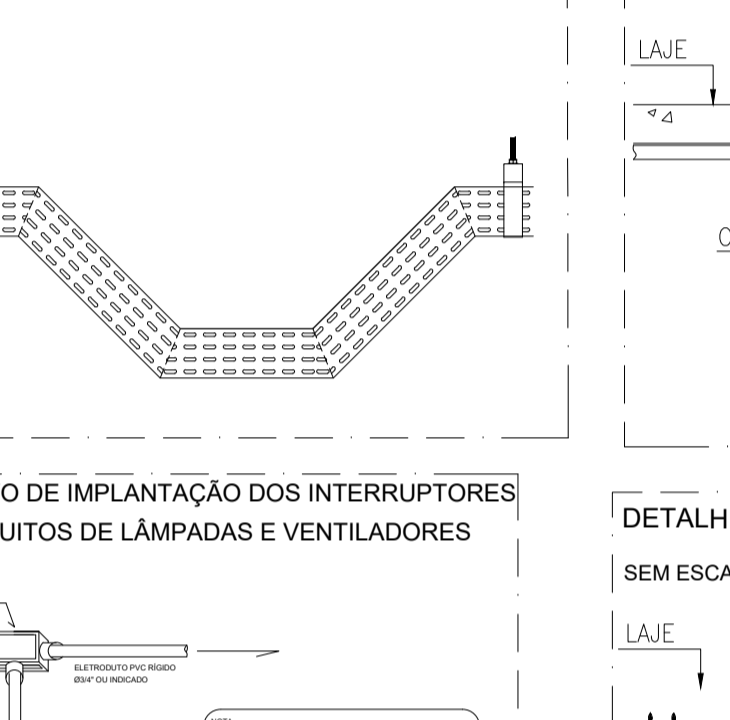 LAJE
O DE IMPLANTAÇÃO DOS INTERRUPTORES
UITOS DE LÂMPADAS E VENTILADORES
ELETRODUTO PVC RÍGIDO
Ø3/4" OU INDICADO
DETALH
SEM ESCA
LAJE